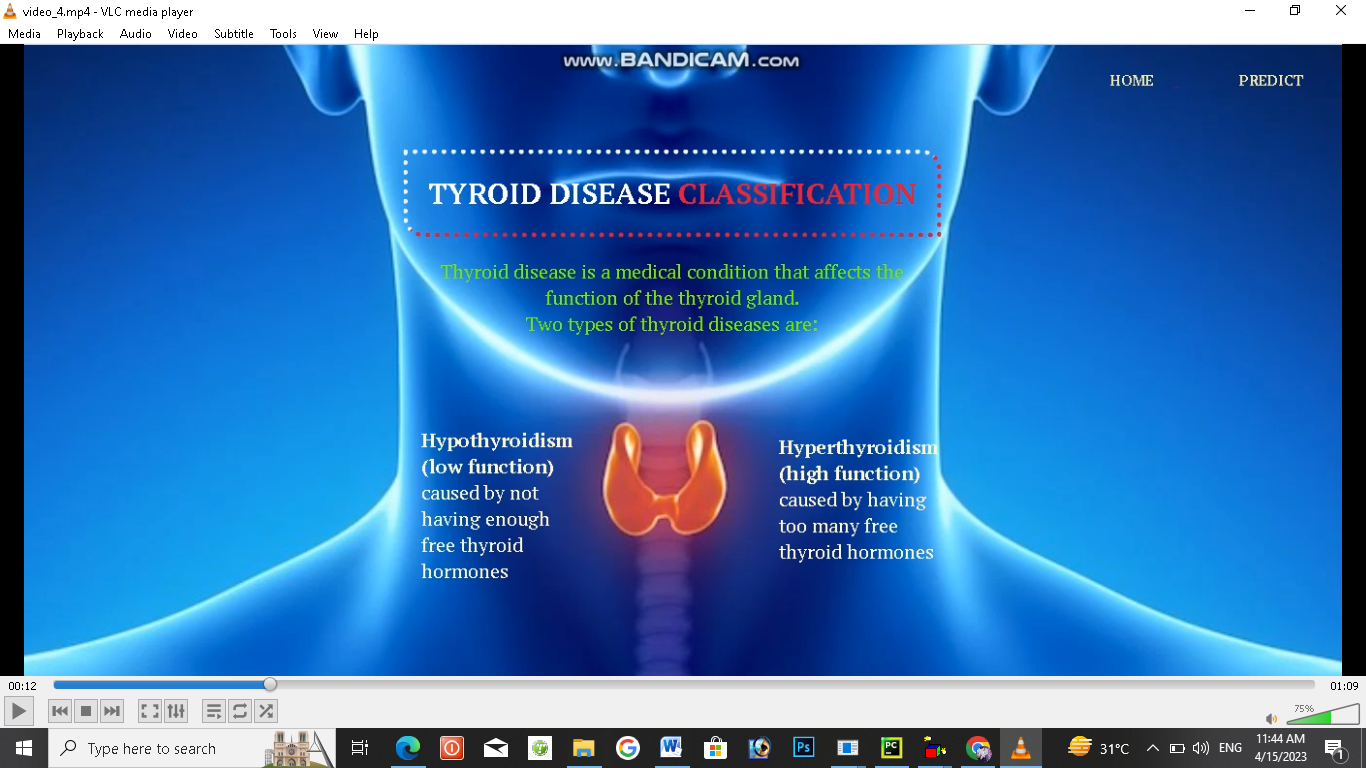 video_4.mp4 - VLC media player
Media Playback Audio Video Subtitle Tools View Help
www.BANDICAM.com
HOME PREDICT
TYROID DISEASE CLASSIFICATION
Thyroid disease is a medical condition that affects the
function of the thyroid gland.
Two types of thyroid diseases are:
Hypothyroidism
(low function)
caused by not
having enough
free thyroid
hormones
Hyperthyroidism
(high function)
caused by having
too many free
thyroid hormones
00:12 01:09
75%
Type here to search
W
Ps
PC
31°C
ENG
11:44 AM
4/15/2023
1